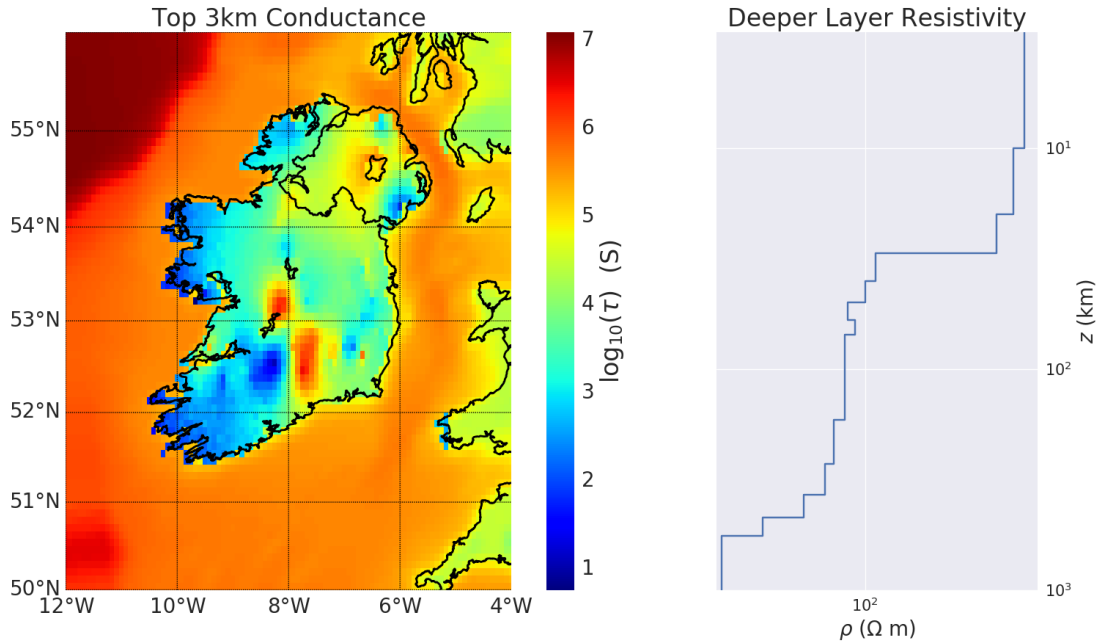 Top 3km Conductance
55°N
54°N
53°N
52°N
51°N
50°N
12°W
10°W
8°W
6°W
4°W
7
6
5
4
3
2
1
log₁₀(τ) (S)
Deeper Layer Resistivity
10¹
10²
10³
z (km)
10²
ρ (Ω m)